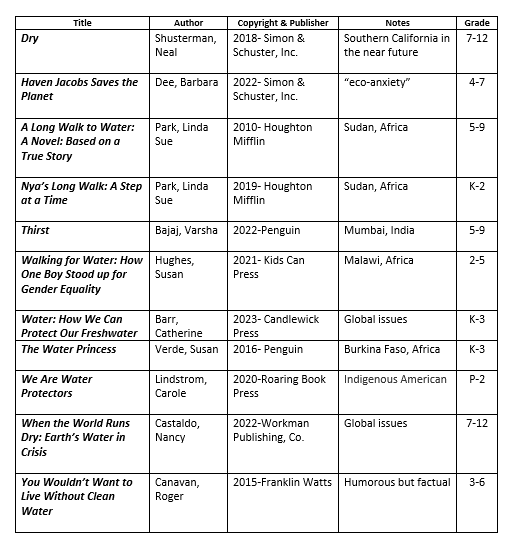 Title Author Copyright & Publisher Notes Grade
Dry Shusterman, 2018- Simon & Southern California in 7-12
Neal Schuster, Inc. the near future
Haven Jacobs Saves the Dee, Barbara 2022- Simon & “eco-anxiety” 4-7
Planet Schuster, Inc.
A Long Walk to Water: Park, Linda 2010- Houghton Sudan, Africa 5-9
A Novel: Based on a Sue Mifflin
True Story
Nya’s Long Walk: A Step Park, Linda 2019- Houghton Sudan, Africa K-2
at a Time Sue Mifflin
Thirst Bajaj, Varsha 2022-Penguin Mumbai, India 5-9
Walking for Water: How Hughes, 2021- Kids Can Malawi, Africa 2-5
One Boy Stood up for Susan Press
Gender Equality
Water: How We Can Barr, 2023- Candlewick Global issues K-3
Protect Our Freshwater Catherine Press
The Water Princess Verde, Susan 2016- Penguin Burkina Faso, Africa K-3
We Are Water Lindstrom, 2020-Roaring Book Indigenous American P-2
Protectors Carole Press
When the World Runs Castaldo, 2022-Workman Global issues 7-12
Dry: Earth’s Water in Nancy Publishing, Co.
Crisis
You Wouldn’t Want to Canavan, 2015-Franklin Watts Humorous but factual 3-6
Live Without Clean Roger
Water